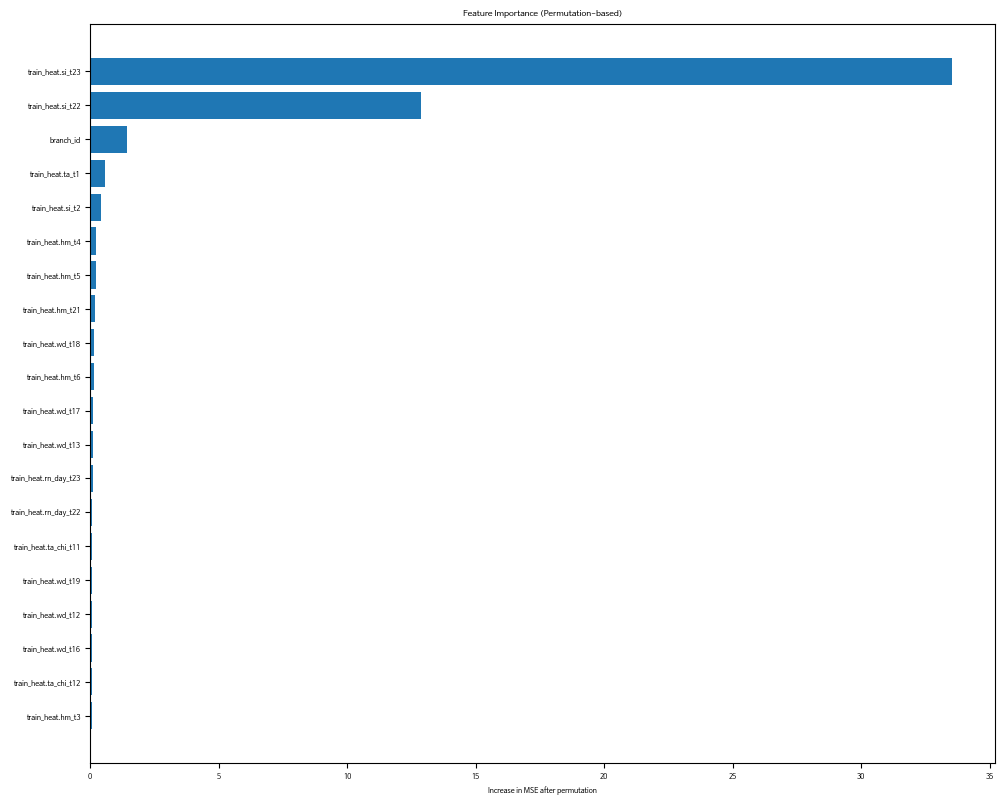 Feature Importance (Permutation-based)
train_heat.si_t23
train_heat.si_t22
branch_id
train_heat.ta_t1
train_heat.si_t2
train_heat.hm_t4
train_heat.hm_t5
train_heat.hm_t21
train_heat.wd_t18
train_heat.hm_t6
train_heat.wd_t17
train_heat.wd_t13
train_heat.rn_day_t23
train_heat.rn_day_t22
train_heat.ta_chi_t11
train_heat.wd_t19
train_heat.wd_t12
train_heat.wd_t16
train_heat.ta_chi_t12
train_heat.hm_t3
0 5 10 15 20 25 30 35
Increase in MSE after permutation